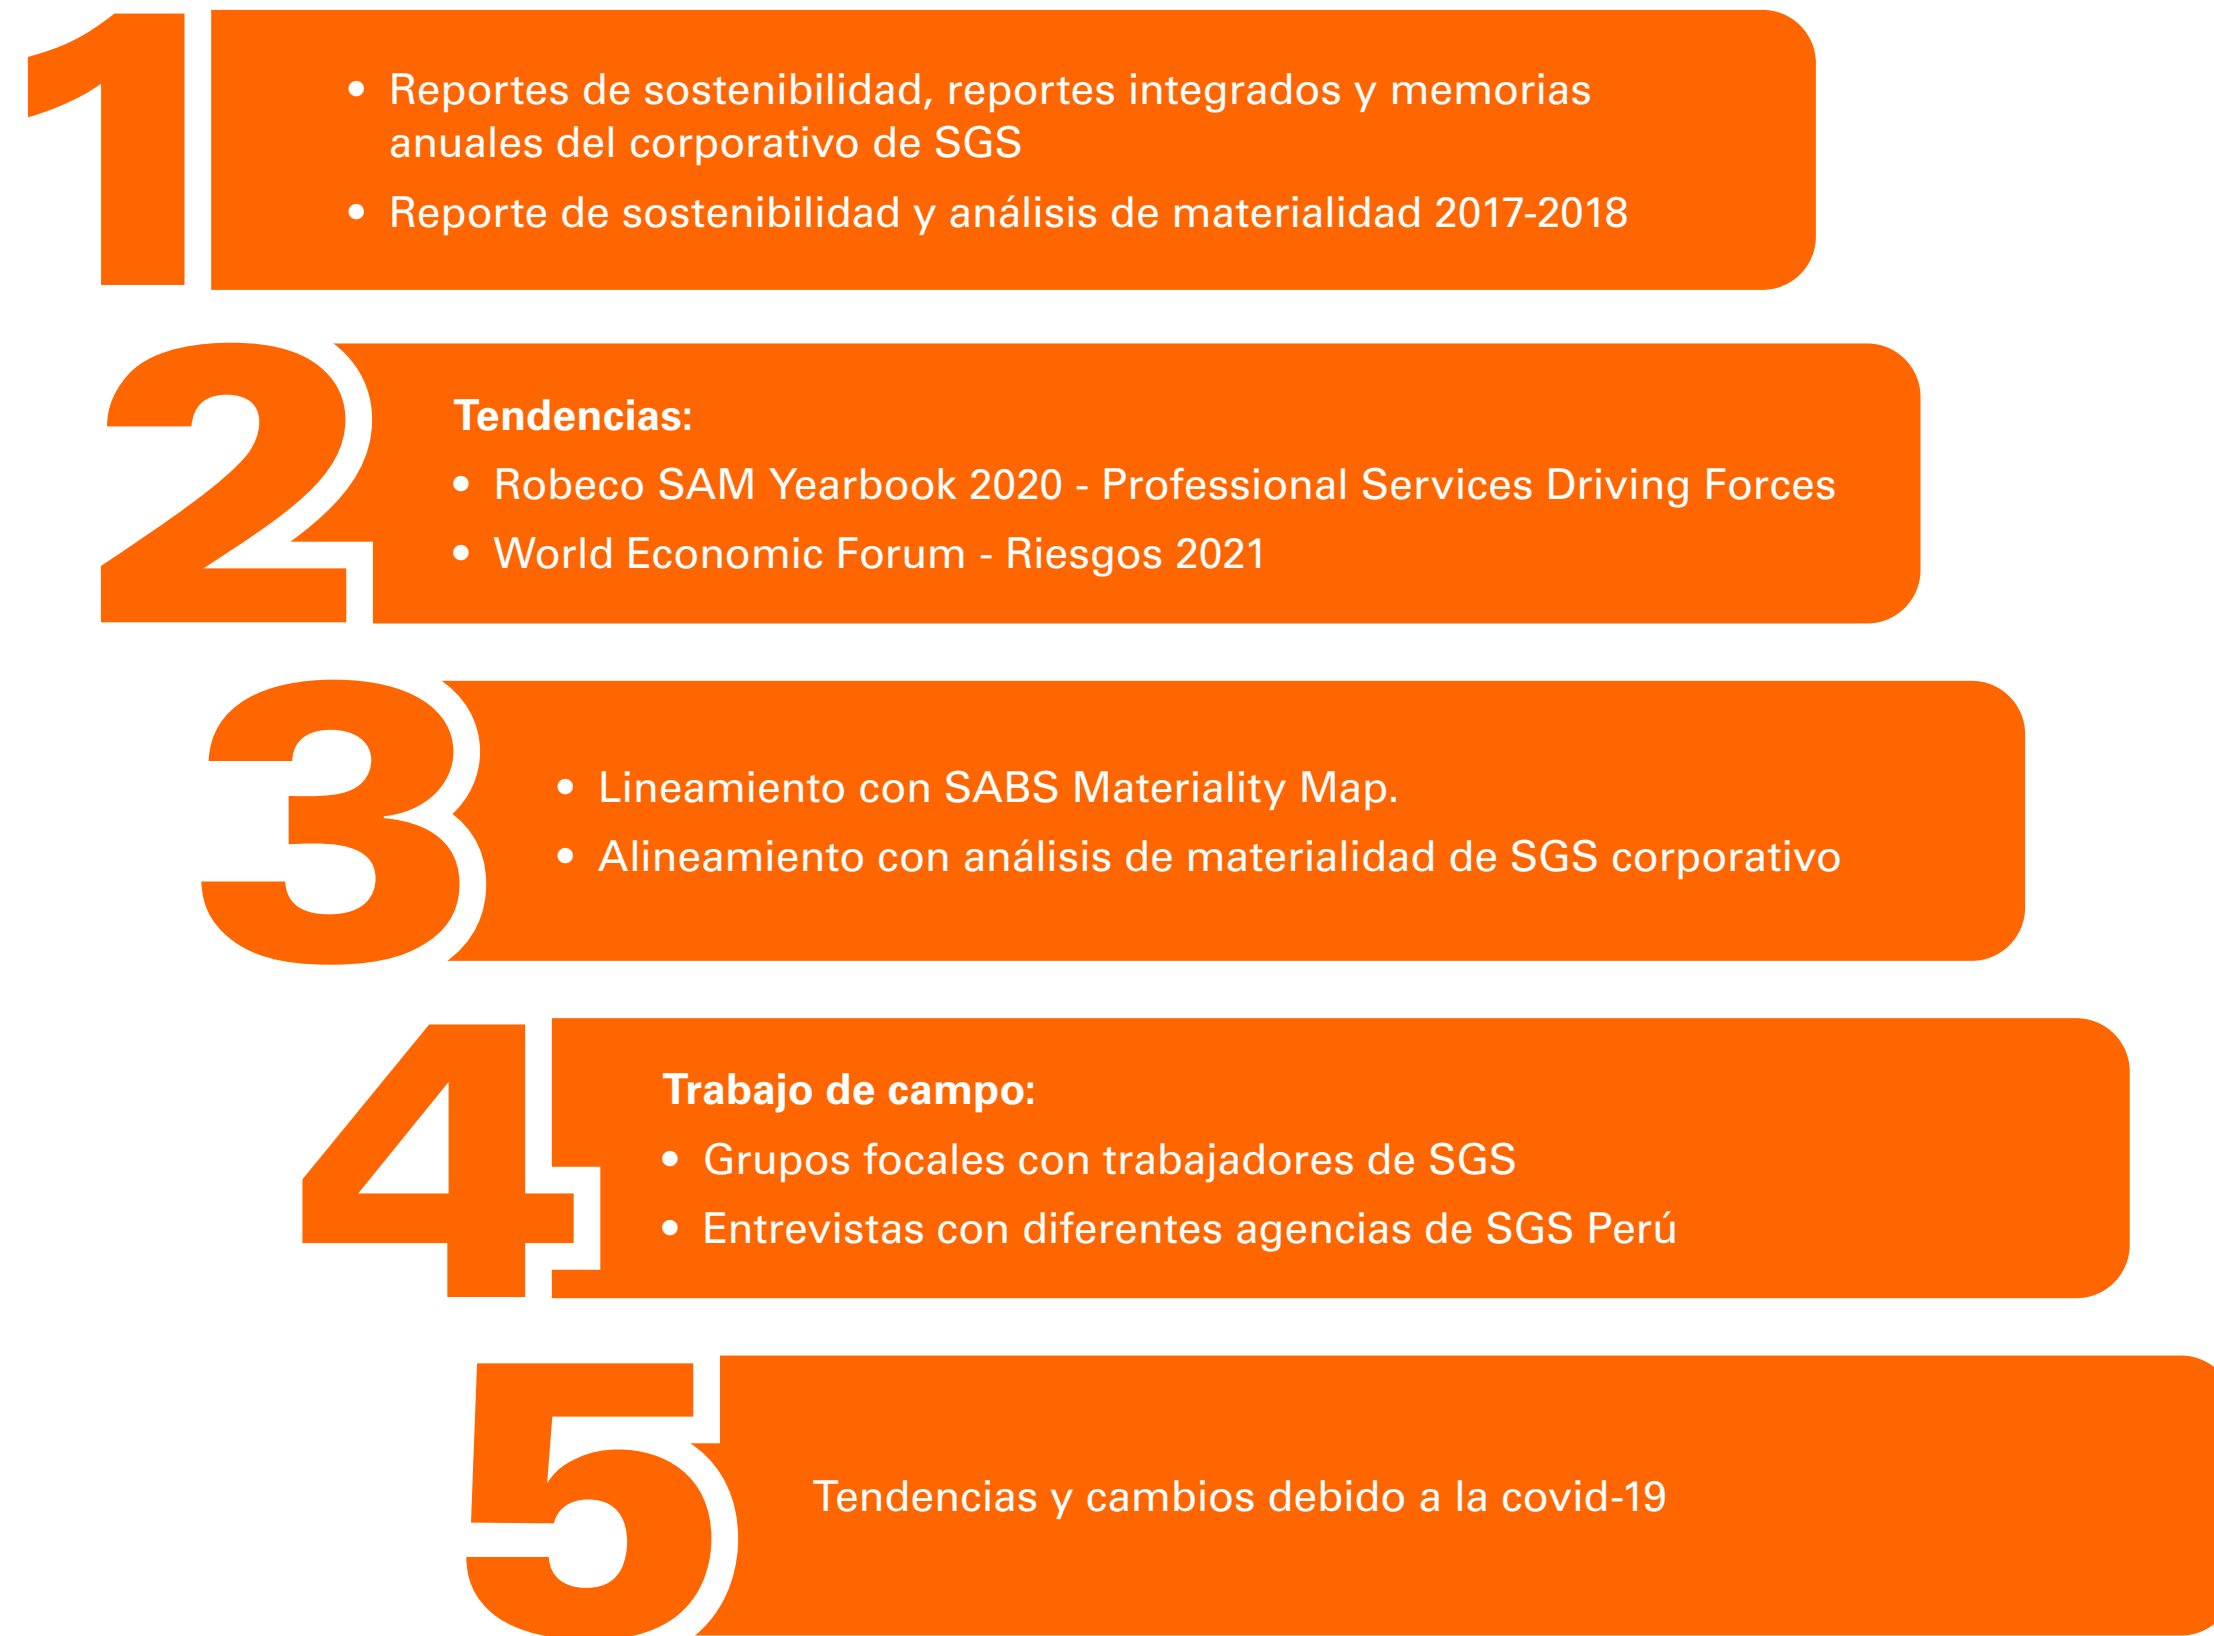 1
• Reportes de sostenibilidad, reportes integrados y memorias
anuales del corporativo de SGS
• Reporte de sostenibilidad y análisis de materialidad 2017-2018
2
Tendencias:
• Robeco SAM Yearbook 2020 - Professional Services Driving Forces
• World Economic Forum - Riesgos 2021
3
• Lineamiento con SABS Materiality Map.
• Alineamiento con análisis de materialidad de SGS corporativo
4
Trabajo de campo:
• Grupos focales con trabajadores de SGS
• Entrevistas con diferentes agencias de SGS Perú
5
Tendencias y cambios debido a la covid-19